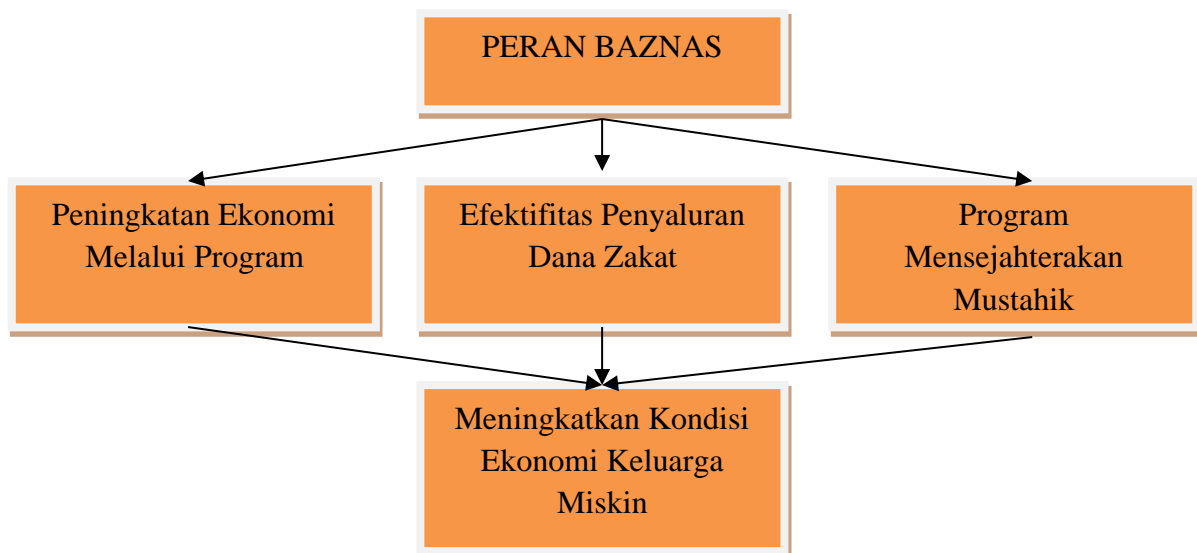 PERAN BAZNAS
Peningkatan Ekonomi
Melalui Program
Efektifitas Penyaluran
Dana Zakat
Program
Mensejahterakan
Mustahik
Meningkatkan Kondisi
Ekonomi Keluarga
Miskin